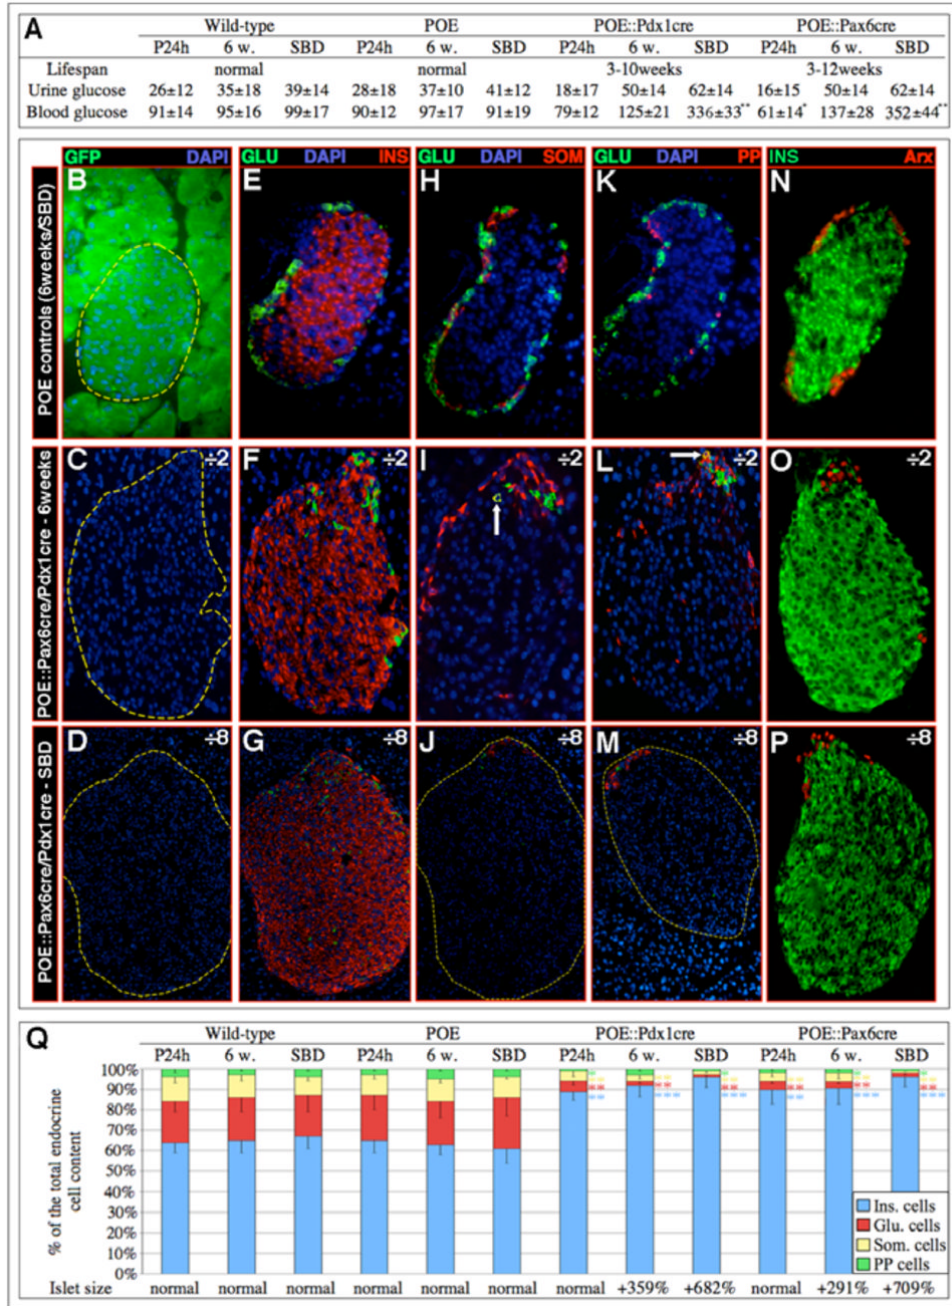 A
Wild-type POE POE::Pdx1cre POE::Pax6cre
P24h 6 w. SBD P24h 6 w. SBD P24h 6 w. SBD P24h 6 w. SBD
Lifespan normal normal 3-10weeks 3-12weeks
Urine glucose 26±12 35±18 39±14 28±18 37±10 41±12 18±17 50±14 62±14 16±15 50±14 62±14
Blood glucose 91±14 95±16 99±17 90±12 97±17 91±19 79±12 125±21 336±33** 61±14* 137±28 352±44**
GFP DAPI GLU DAPI INS GLU DAPI SOM GLU DAPI PP INS Arx
POE controls (6weeks/SBD)
B E H K N
POE::Pax6cre/Pdx1cre - 6weeks
C ÷2 F ÷2 I ÷2 L ÷2 O ÷2
POE::Pax6cre/Pdx1cre - SBD
D ÷8 G ÷8 J ÷8 M ÷8 P ÷8
Q
Wild-type POE POE::Pdx1cre POE::Pax6cre
P24h 6 w. SBD P24h 6 w. SBD P24h 6 w. SBD P24h 6 w. SBD
% of the total endocrine
cell content
100%
90%
80%
70%
60%
50%
40%
30%
20%
10%
0%
Ins. cells
Glu. cells
Som. cells
PP cells
Islet size normal normal normal normal normal normal normal +359% +682% normal +291% +709%